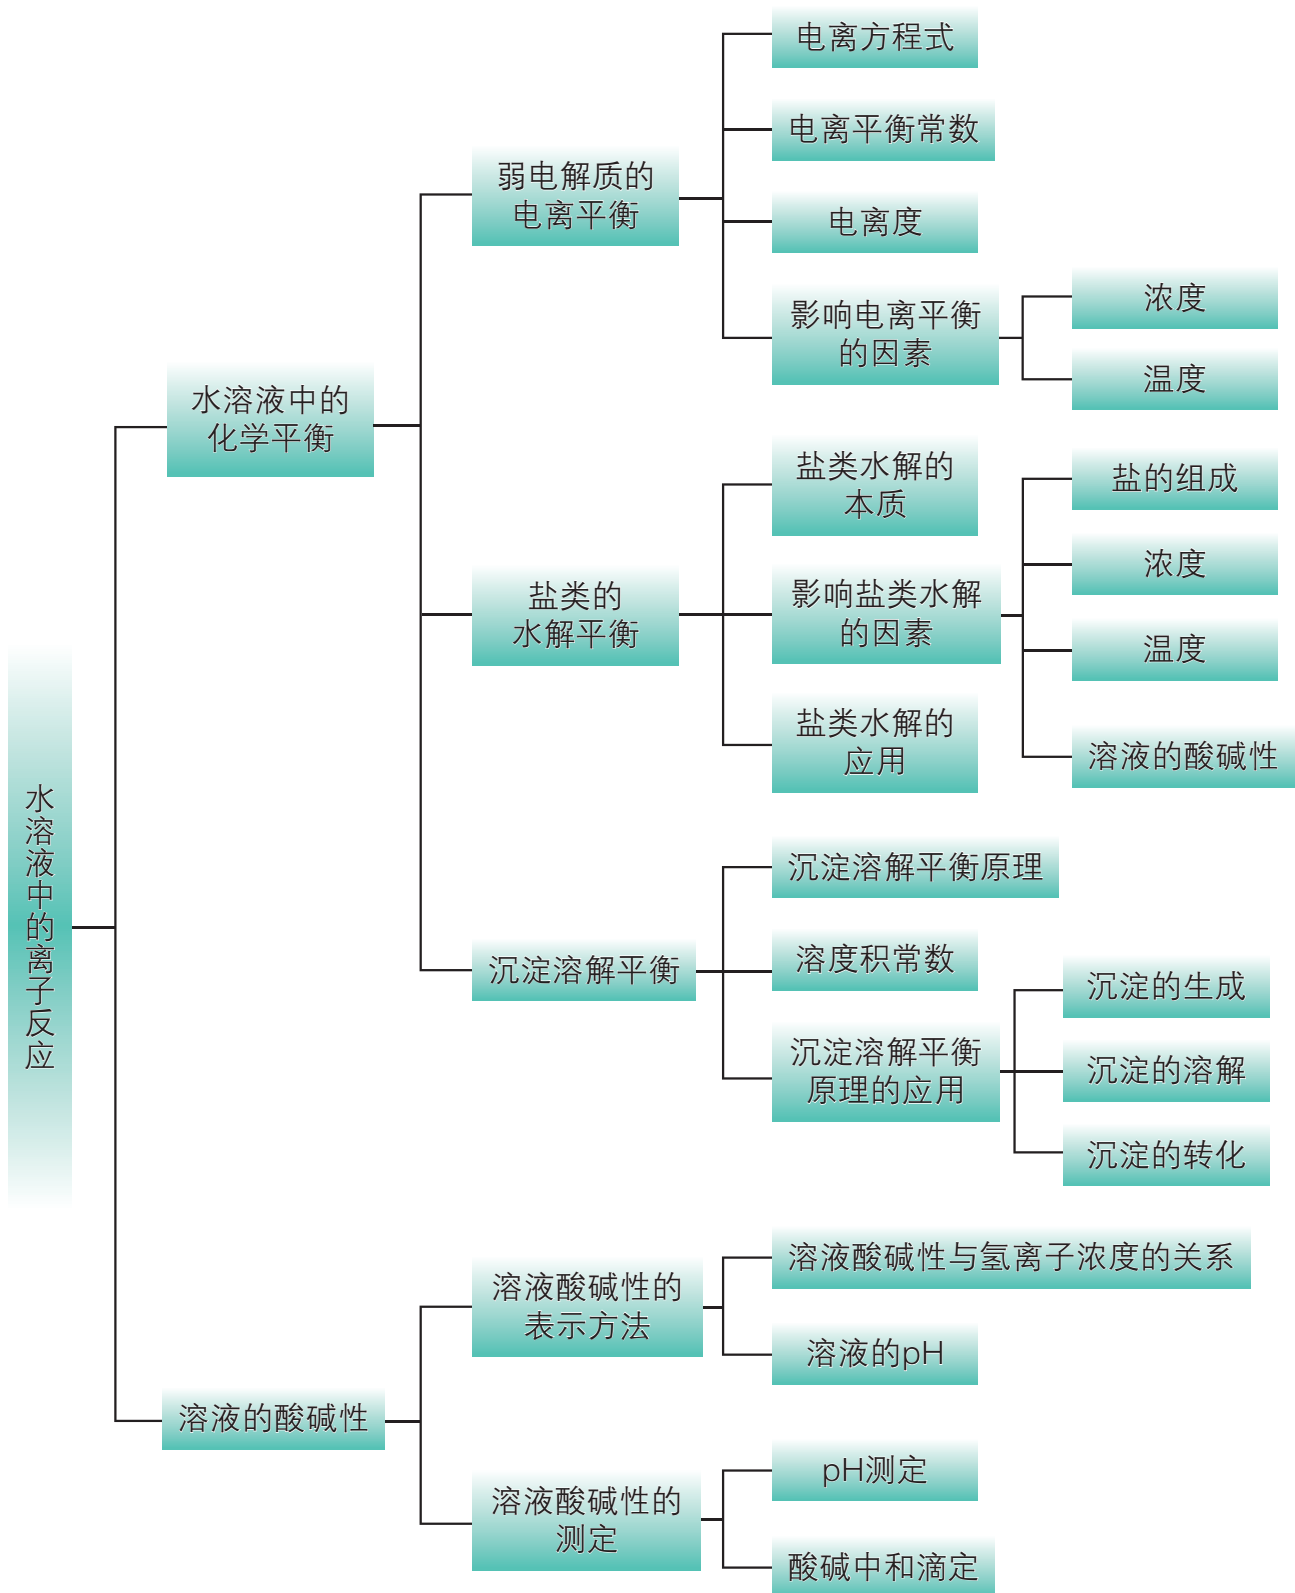 水溶液中的离子反应
水溶液中的
化学平衡
弱电解质的
电离平衡
电离方程式
电离平衡常数
电离度
影响电离平衡
的因素
浓度
温度
盐类的
水解平衡
盐类水解的
本质
影响盐类水解
的因素
盐的组成
浓度
温度
溶液的酸碱性
盐类水解的
应用
沉淀溶解平衡
沉淀溶解平衡原理
溶度积常数
沉淀溶解平衡
原理的应用
沉淀的生成
沉淀的溶解
沉淀的转化
溶液的酸碱性
溶液酸碱性的
表示方法
溶液酸碱性与氢离子浓度的关系
溶液的pH
溶液酸碱性的
测定
pH测定
酸碱中和滴定